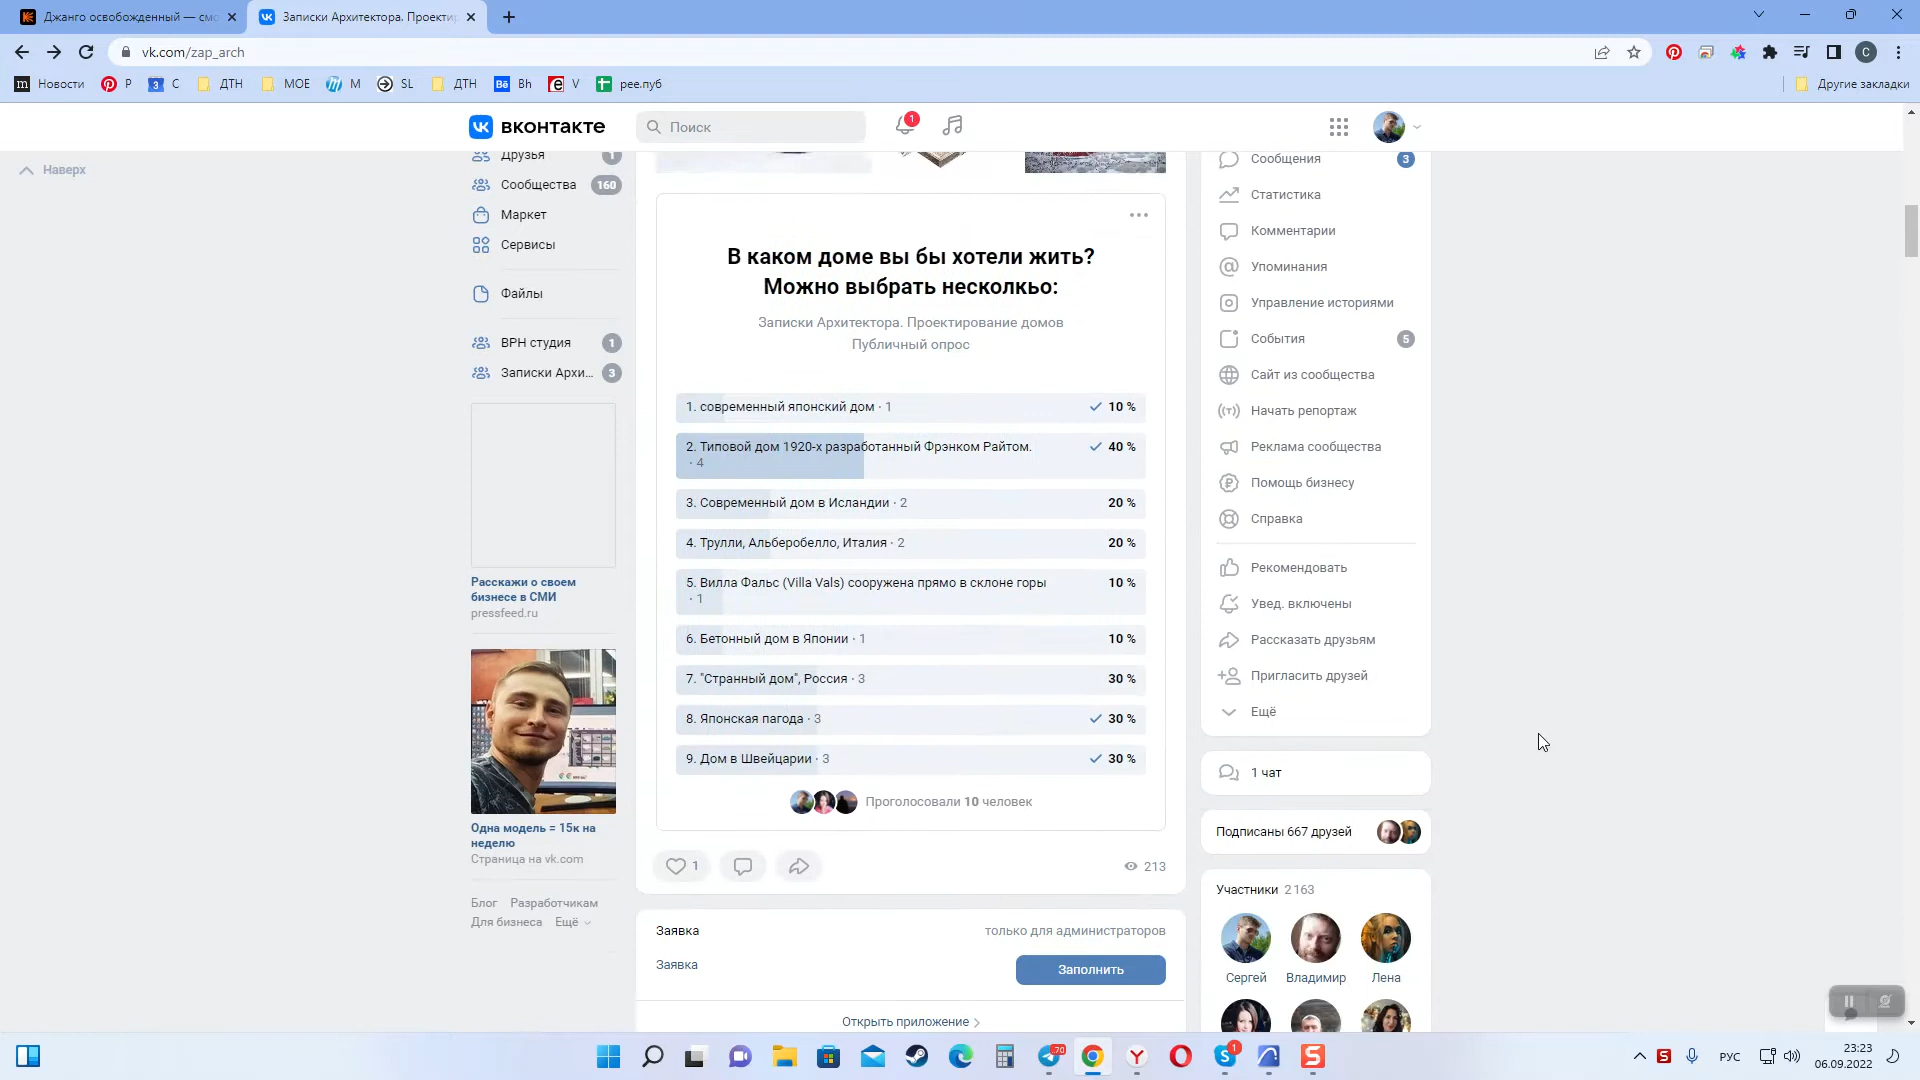 Джанго освобожденный — смо
Записки Архитектора. Проектир
vk.com/zap_arch
Новости
P
С
ДТН
МОЕ
M
SL
ДТН
Bh
V
рее.пуб
Другие закладки
вконтакте
Поиск
1
Наверх
Друзья 1
Сообщества 160
Маркет
Сервисы
Файлы
ВРН студия 1
Записки Архи... 3
Расскажи о своем
бизнесе в СМИ
pressfeed.ru
Одна модель = 15к на
неделю
Страница на vk.com
Блог Разработчикам
Для бизнеса Ещё
В каком доме вы бы хотели жить?
Можно выбрать несколкьо:
Записки Архитектора. Проектирование домов
Публичный опрос
1. современный японский дом · 1 10 %
2. Типовой дом 1920-х разработанный Фрэнком Райтом.
· 4 40 %
3. Современный дом в Исландии · 2 20 %
4. Трулли, Альберобелло, Италия · 2 20 %
5. Вилла Фальс (Villa Vals) сооружена прямо в склоне горы
· 1 10 %
6. Бетонный дом в Японии · 1 10 %
7. "Странный дом", Россия · 3 30 %
8. Японская пагода · 3 30 %
9. Дом в Швейцарии · 3 30 %
Проголосовали 10 человек
1
213
Заявка только для администраторов
Заявка
Заполнить
Открыть приложение
Сообщения 3
Статистика
Комментарии
Упоминания
Управление историями
События 5
Сайт из сообщества
Начать репортаж
Реклама сообщества
Помощь бизнесу
Справка
Рекомендовать
Увед. включены
Рассказать друзьям
Пригласить друзей
Ещё
1 чат
Подписаны 667 друзей
Участники 2 163
Сергей Владимир Лена
РУС
23:23
06.09.2022